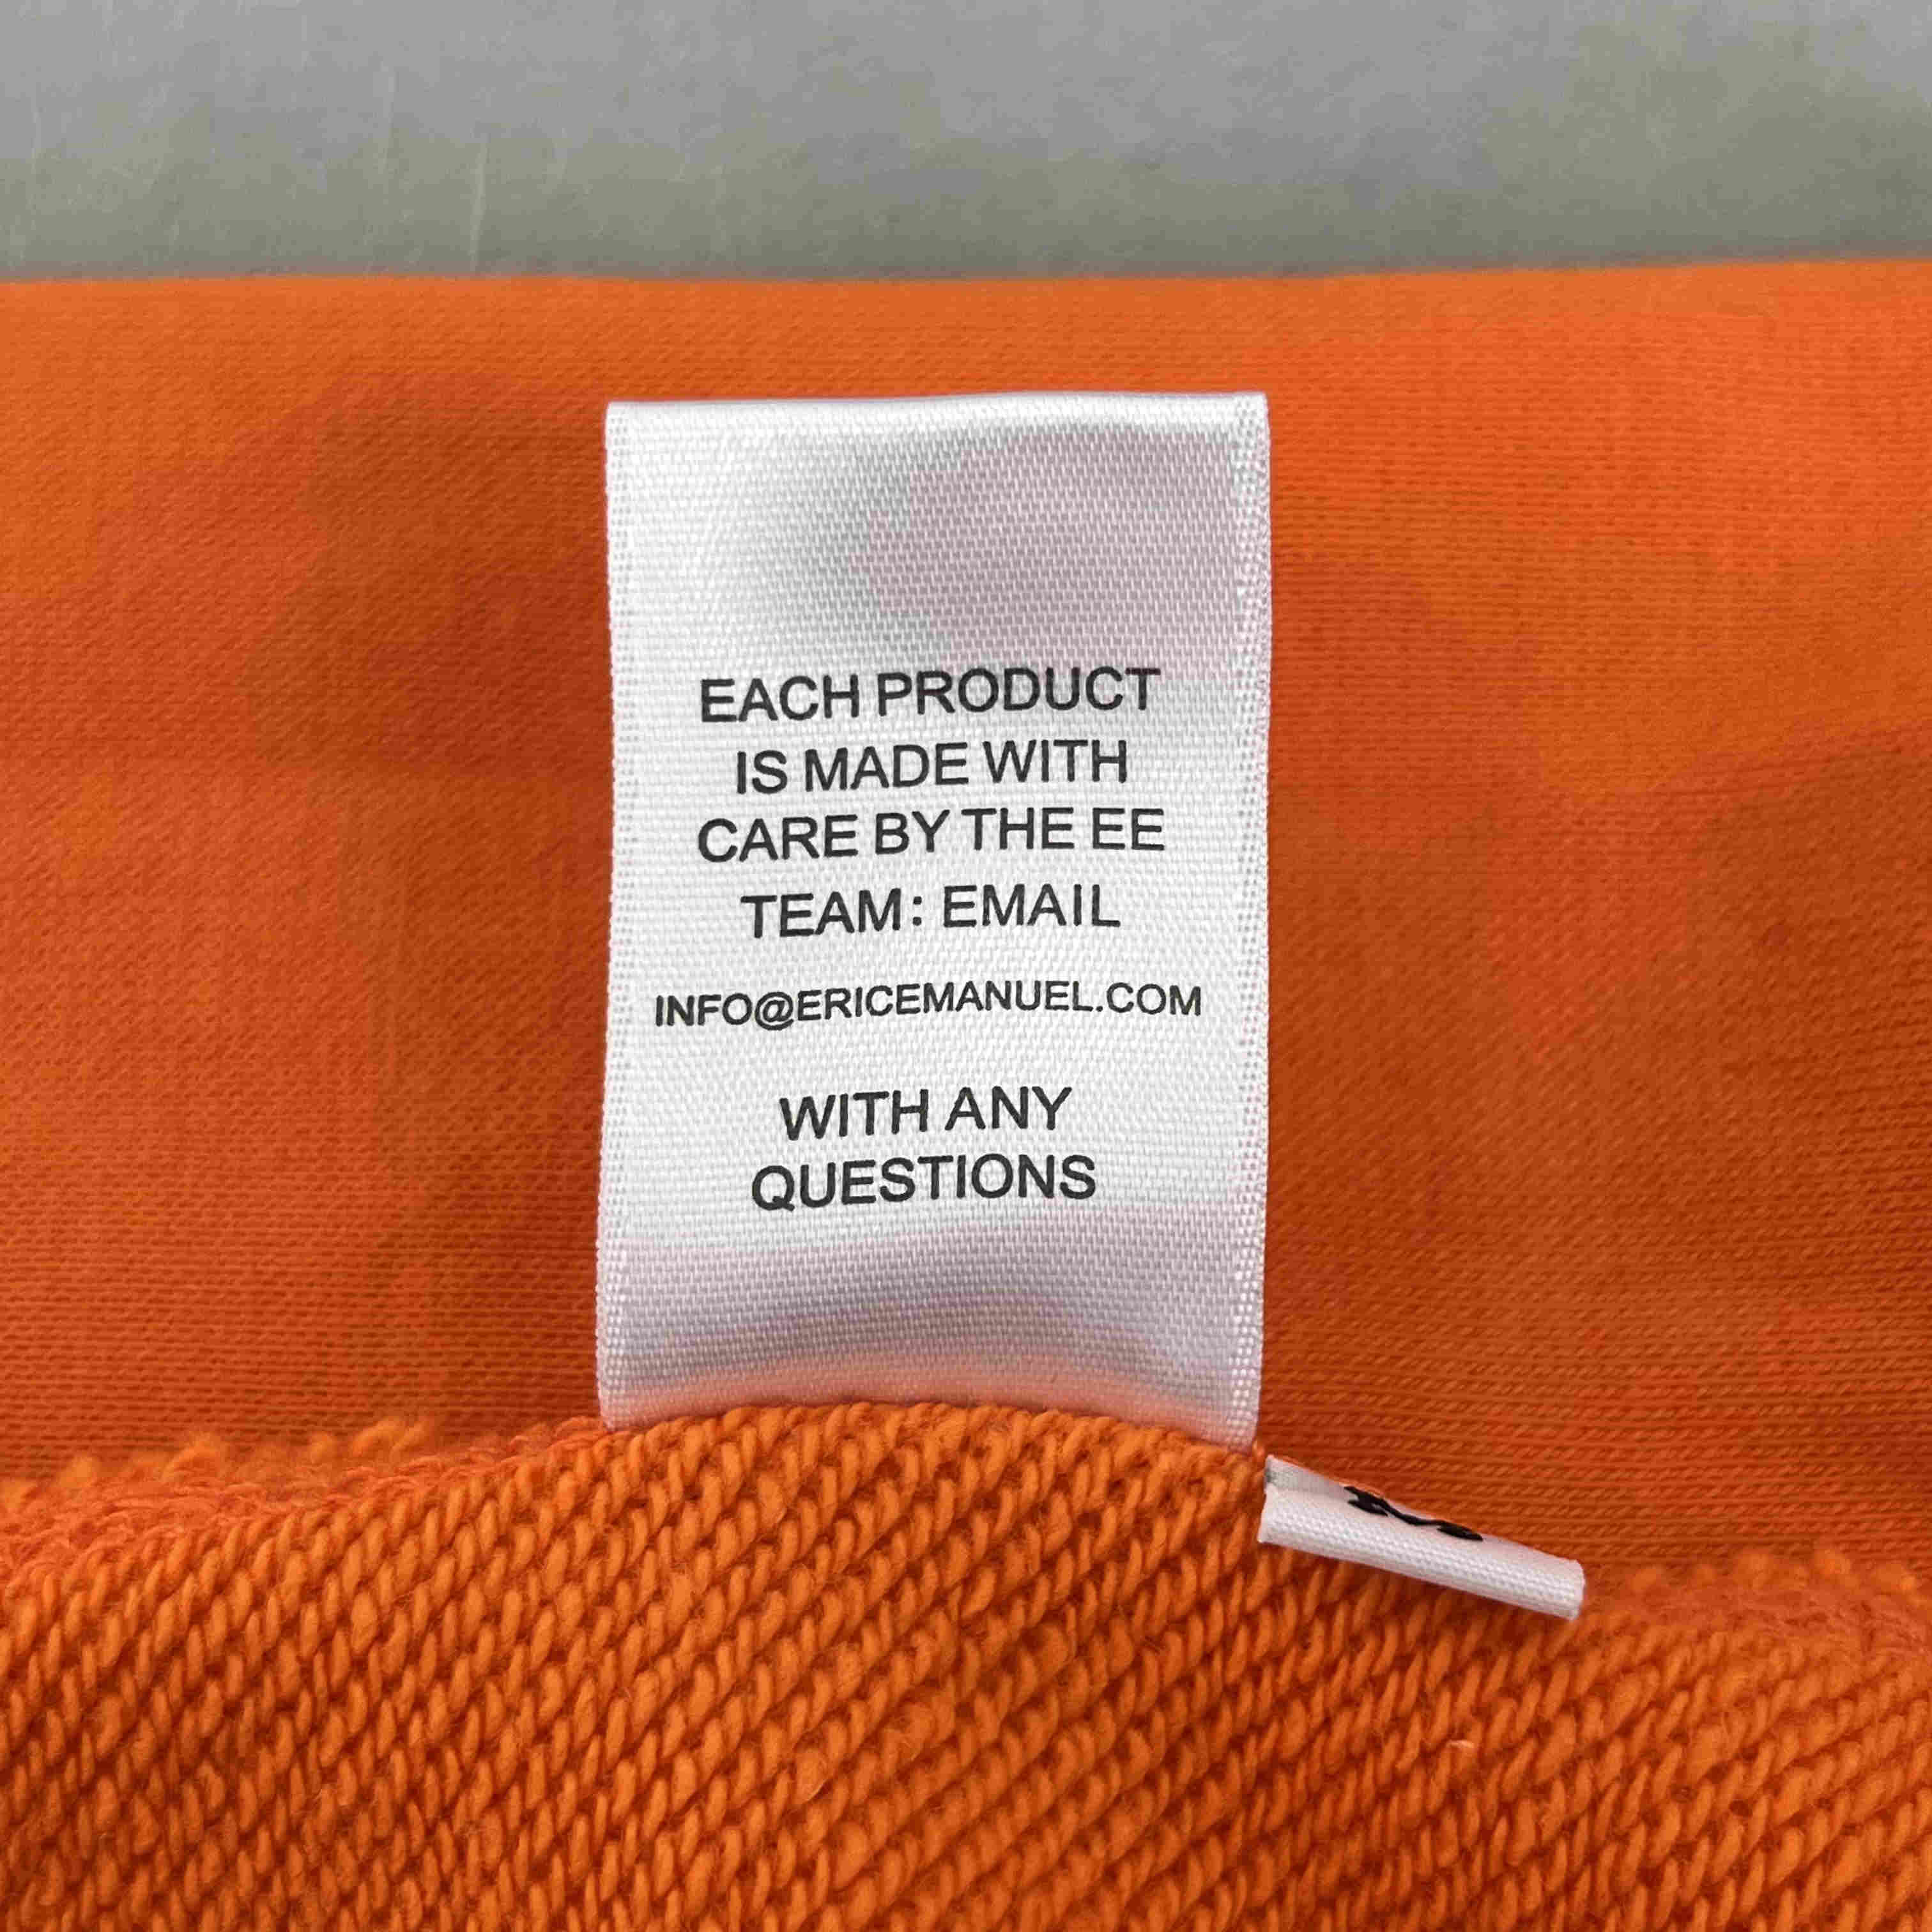 EACH PRODUCT
IS MADE WITH
CARE BY THE EE
TEAM: EMAIL
INFO@ERICEMANUEL.COM
WITH ANY
QUESTIONS